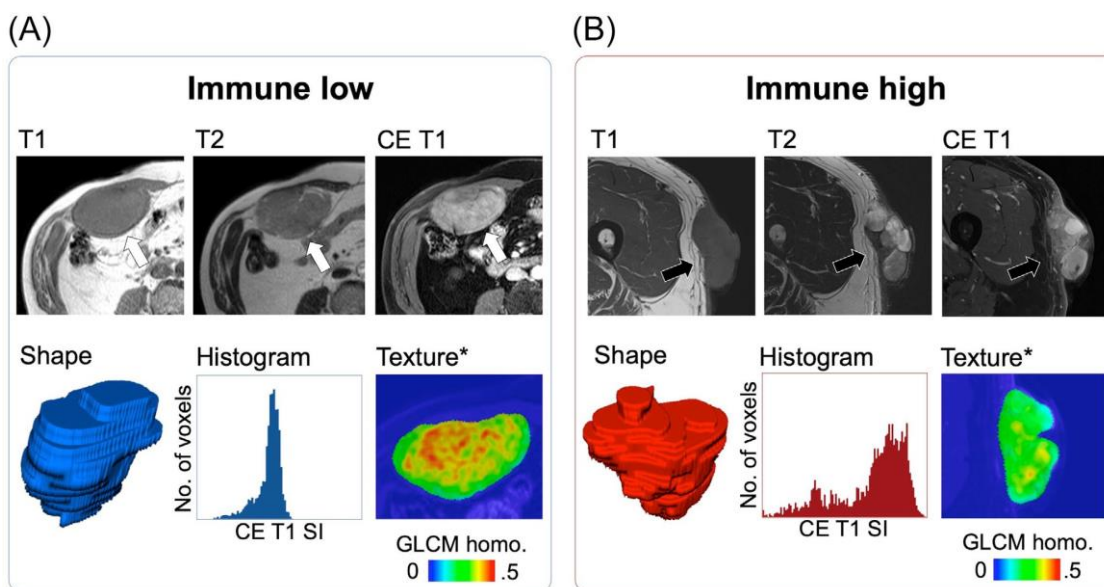 (A)
Immune low
T1 T2 CE T1
Shape Histogram Texture*
No. of voxels
CE T1 SI
GLCM homo.
0 .5
(B)
Immune high
T1 T2 CE T1
Shape Histogram Texture*
No. of voxels
CE T1 SI
GLCM homo.
0 .5